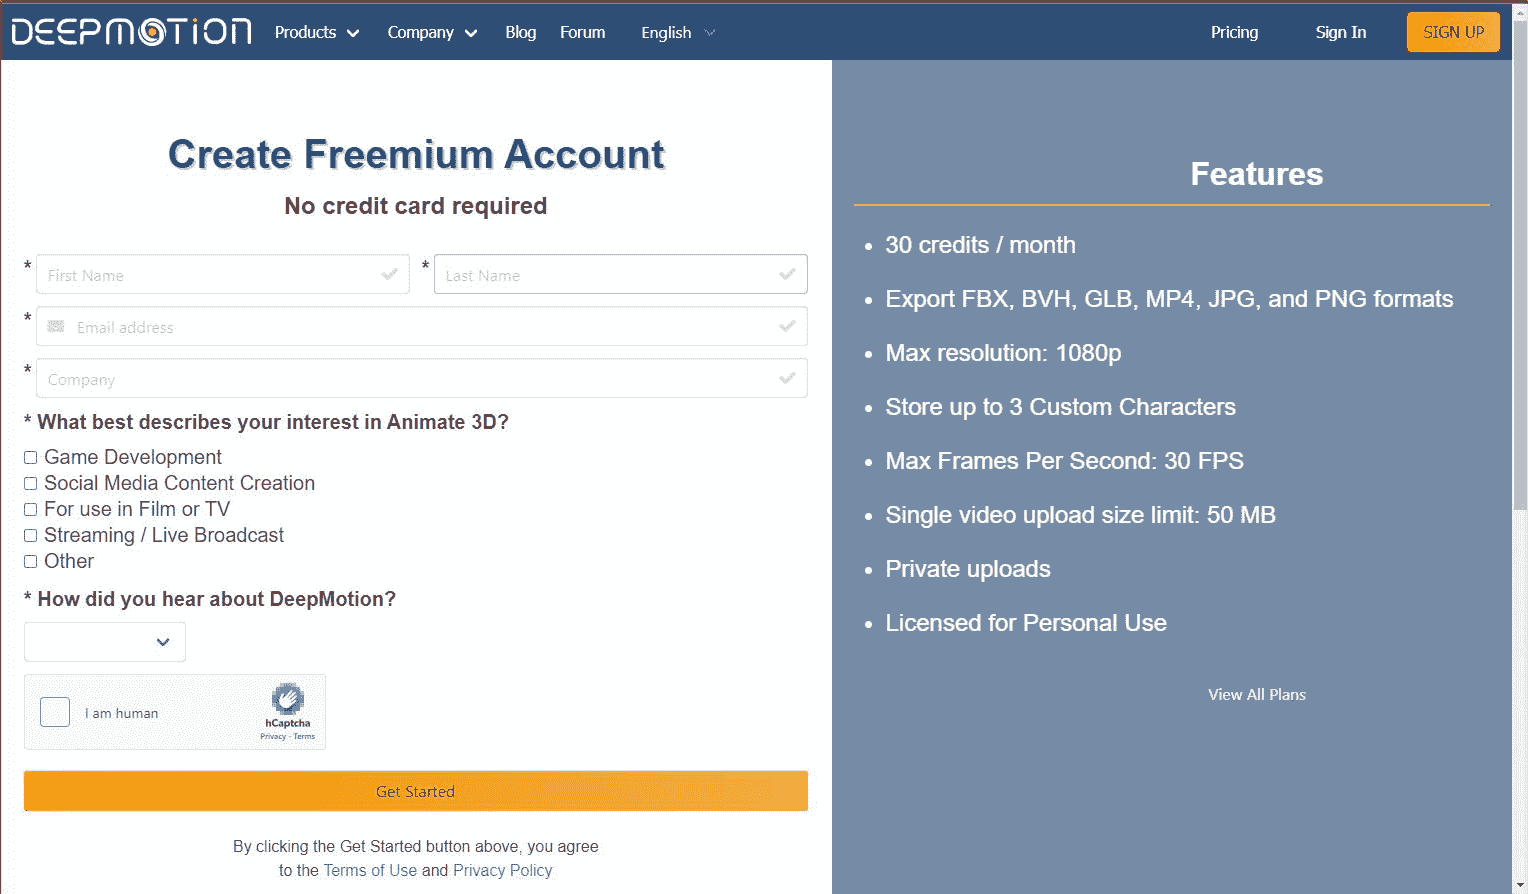 DEEPMOTION Products Company Blog Forum English Pricing Sign In SIGN UP
Create Freemium Account
No credit card required
* First Name * Last Name
* Email address
* Company
* What best describes your interest in Animate 3D?
Game Development
Social Media Content Creation
For use in Film or TV
Streaming / Live Broadcast
Other
* How did you hear about DeepMotion?
I am human
hCaptcha
Privacy - Terms
Get Started
By clicking the Get Started button above, you agree
to the Terms of Use and Privacy Policy
Features
• 30 credits / month
• Export FBX, BVH, GLB, MP4, JPG, and PNG formats
• Max resolution: 1080p
• Store up to 3 Custom Characters
• Max Frames Per Second: 30 FPS
• Single video upload size limit: 50 MB
• Private uploads
• Licensed for Personal Use
View All Plans